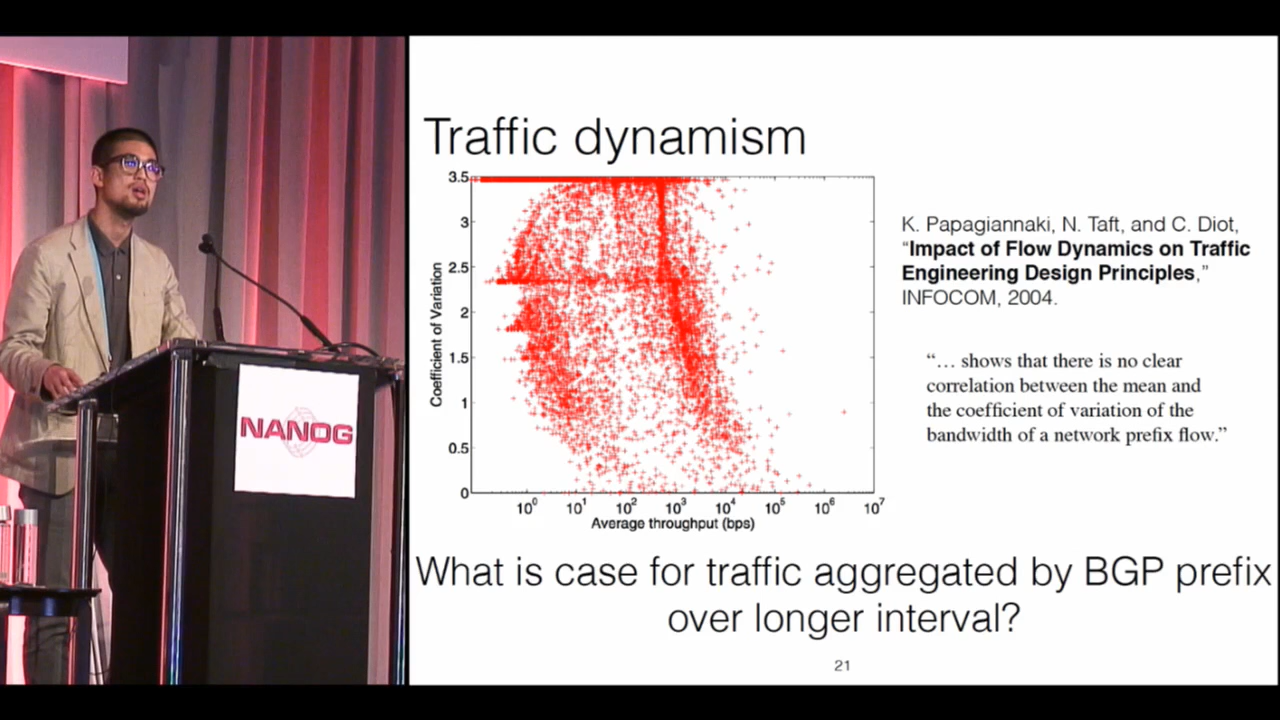 NANOG
Traffic dynamism
3.5
3
2.5
2
1.5
1
0.5
0
Coefficient of Variation
10⁰ 10¹ 10² 10³ 10⁴ 10⁵ 10⁶ 10⁷
Average throughput (bps)
K. Papagiannaki, N. Taft, and C. Diot,
“Impact of Flow Dynamics on Traffic
Engineering Design Principles,”
INFOCOM, 2004.
“... shows that there is no clear
correlation between the mean and
the coefficient of variation of the
bandwidth of a network prefix flow.”
What is case for traffic aggregated by BGP prefix
over longer interval?
21